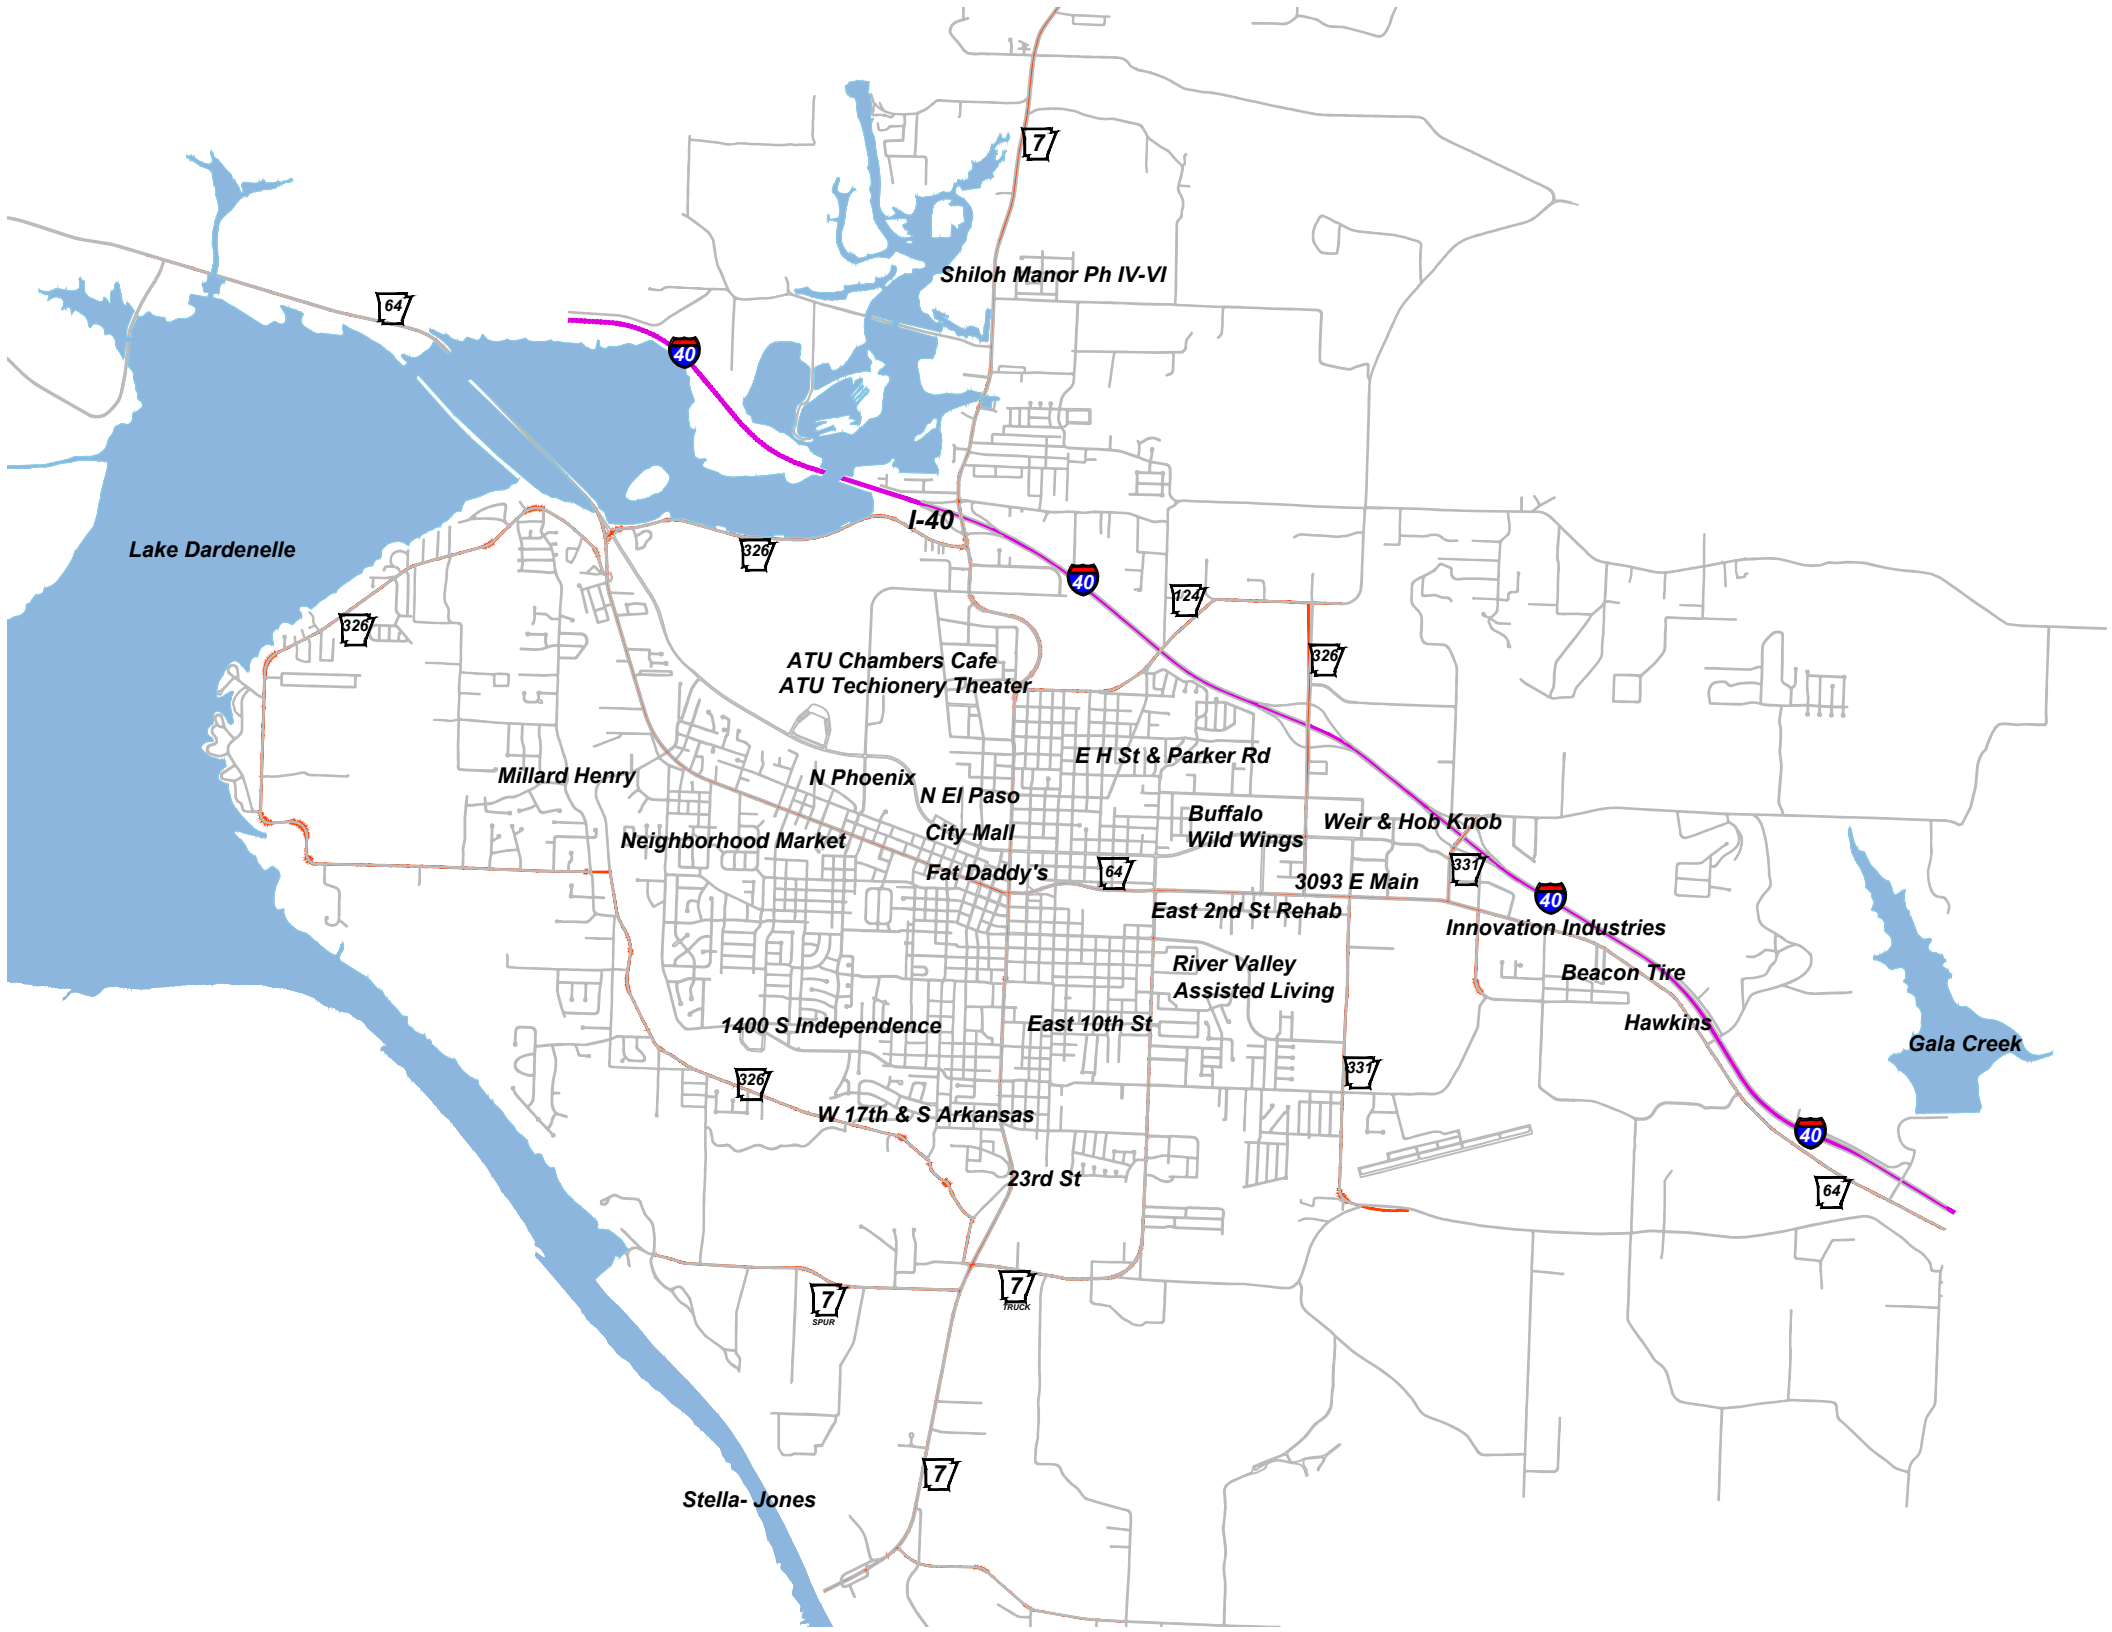 7
Shiloh Manor Ph IV-VI
64
40
I-40
Lake Dardenelle
326
40
124
326
326
ATU Chambers Cafe
ATU Techionery Theater
E H St & Parker Rd
Millard Henry
N Phoenix
N El Paso
Buffalo
Wild Wings
Weir & Hob Knob
City Mall
Neighborhood Market
Fat Daddy's
64
331
3093 E Main
40
East 2nd St Rehab
Innovation Industries
River Valley
Assisted Living
Beacon Tire
1400 S Independence
East 10th St
Hawkins
Gala Creek
326
331
W 17th & S Arkansas
40
23rd St
64
7
TRUCK
7
SPUR
7
Stella- Jones